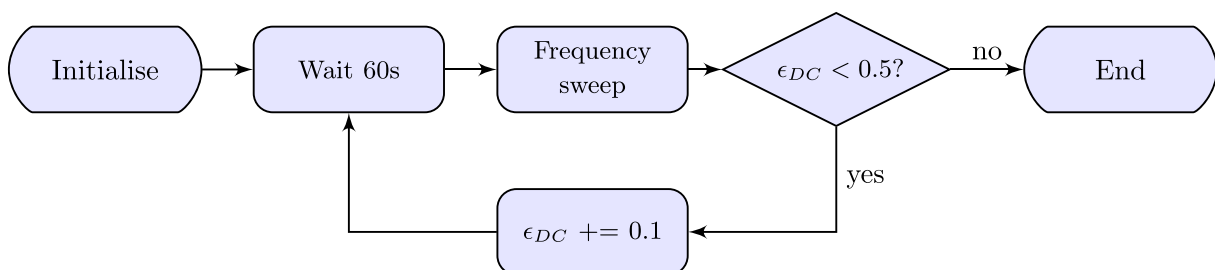 Initialise
Wait 60s
Frequency
sweep
ϵ_DC < 0.5?
no
End
yes
ϵ_DC += 0.1